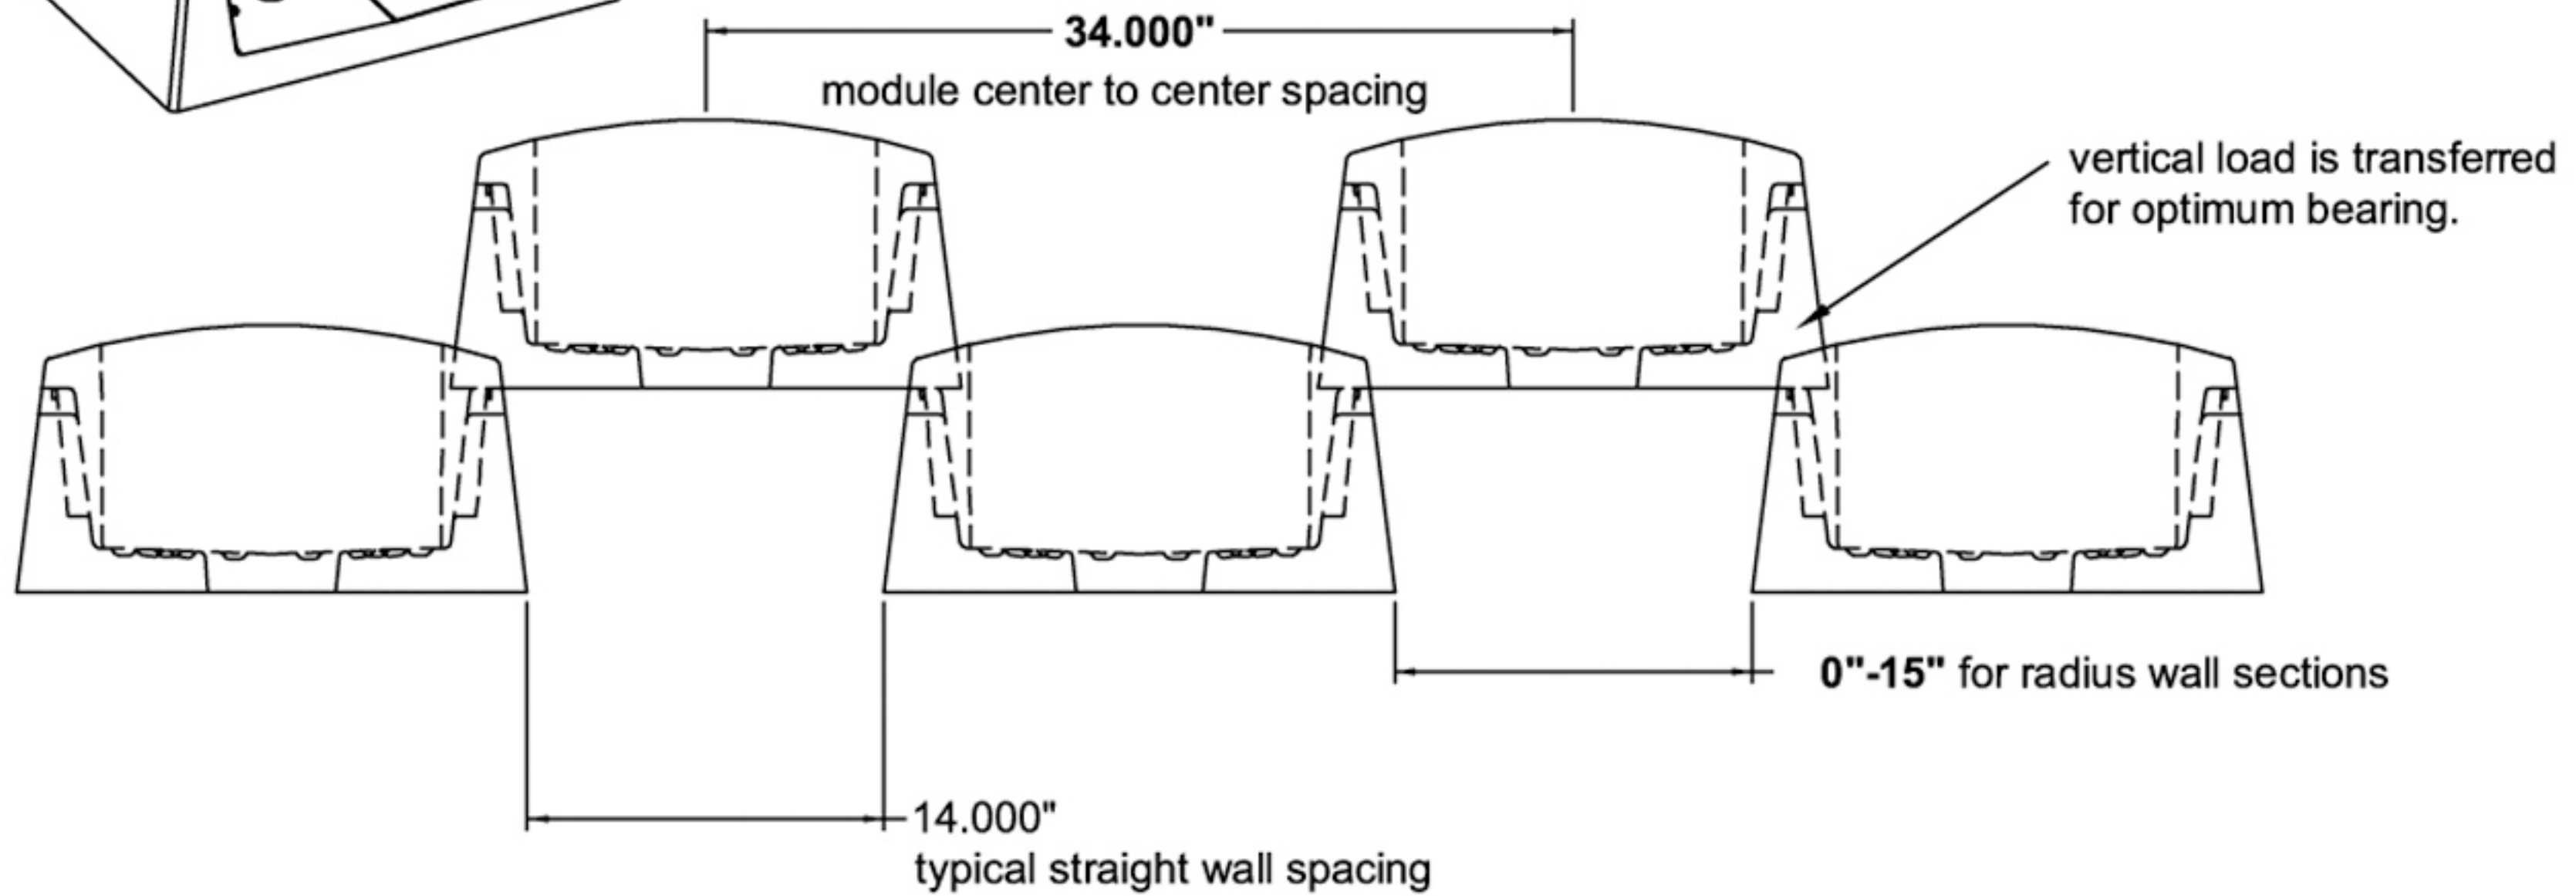 34.000"
module center to center spacing
vertical load is transferred
for optimum bearing.
0"-15" for radius wall sections
14.000"
typical straight wall spacing